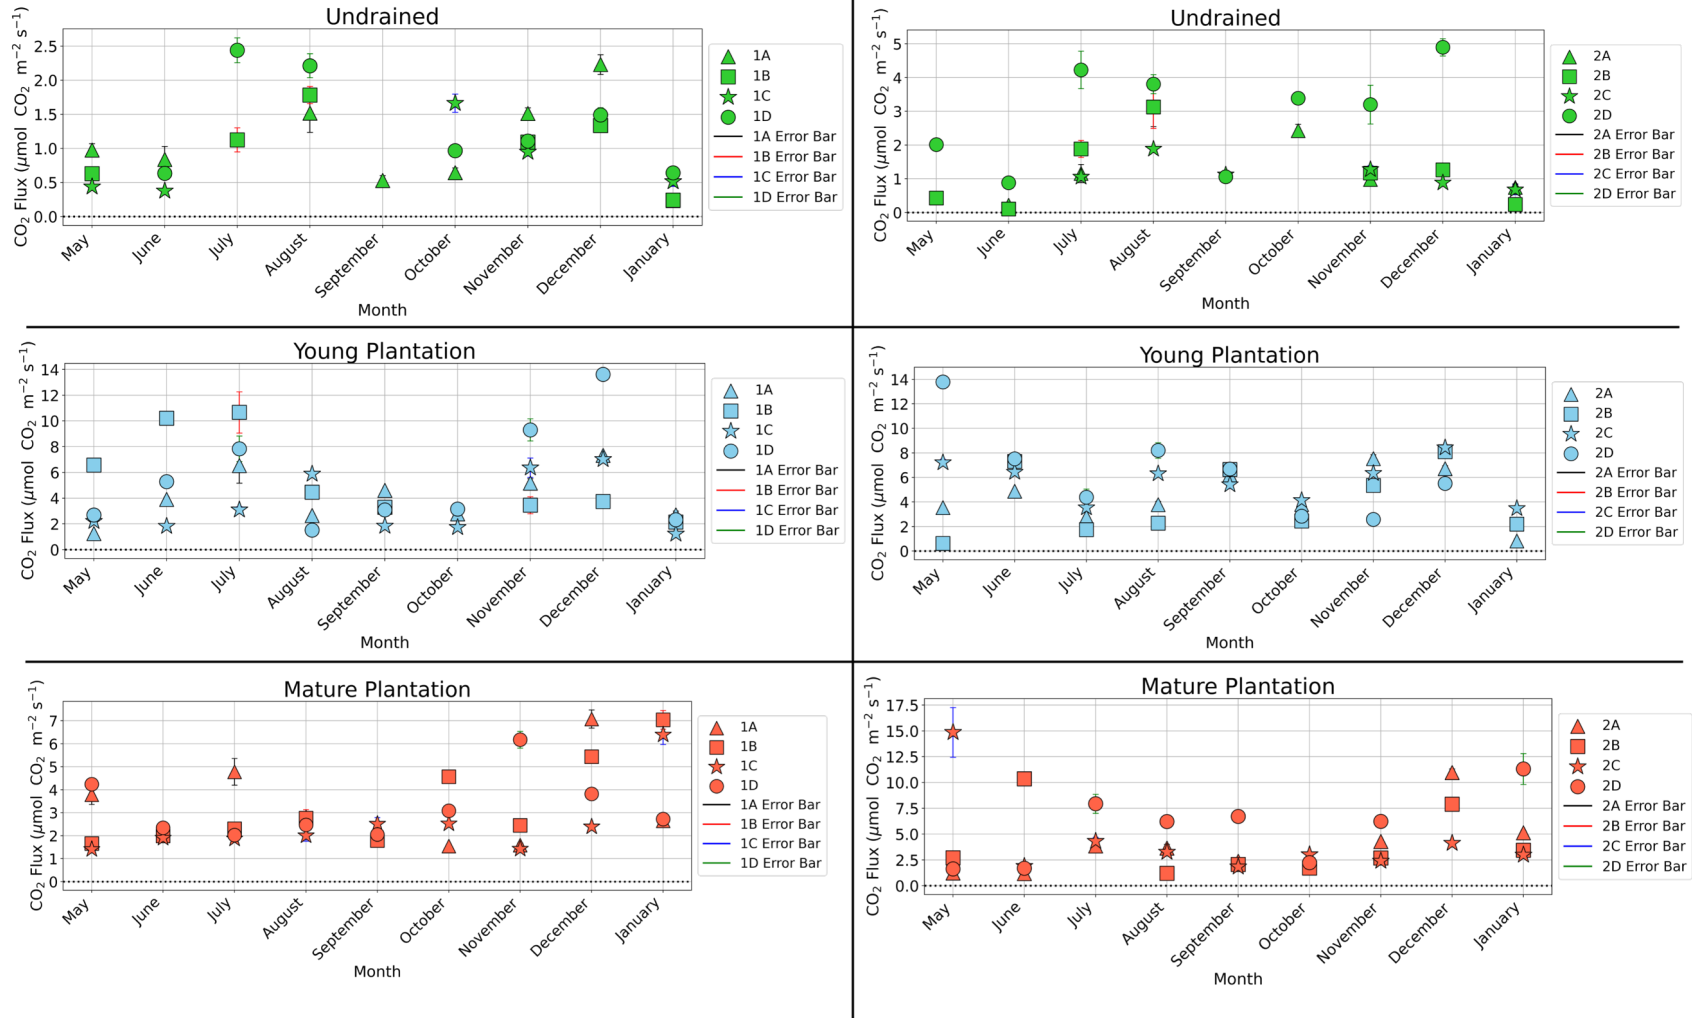 Undrained
CO₂ Flux (μmol CO₂ m⁻² s⁻¹)
2.5
2.0
1.5
1.0
0.5
0.0
May
June
July
August
September
October
November
December
January
Month
1A
1B
1C
1D
1A Error Bar
1B Error Bar
1C Error Bar
1D Error Bar
Undrained
CO₂ Flux (μmol CO₂ m⁻² s⁻¹)
5
4
3
2
1
0
May
June
July
August
September
October
November
December
January
Month
2A
2B
2C
2D
2A Error Bar
2B Error Bar
2C Error Bar
2D Error Bar
Young Plantation
CO₂ Flux (μmol CO₂ m⁻² s⁻¹)
14
12
10
8
6
4
2
0
May
June
July
August
September
October
November
December
January
Month
1A
1B
1C
1D
1A Error Bar
1B Error Bar
1C Error Bar
1D Error Bar
Young Plantation
CO₂ Flux (μmol CO₂ m⁻² s⁻¹)
14
12
10
8
6
4
2
0
May
June
July
August
September
October
November
December
January
Month
2A
2B
2C
2D
2A Error Bar
2B Error Bar
2C Error Bar
2D Error Bar
Mature Plantation
CO₂ Flux (μmol CO₂ m⁻² s⁻¹)
7
6
5
4
3
2
1
0
May
June
July
August
September
October
November
December
January
Month
1A
1B
1C
1D
1A Error Bar
1B Error Bar
1C Error Bar
1D Error Bar
Mature Plantation
CO₂ Flux (μmol CO₂ m⁻² s⁻¹)
17.5
15.0
12.5
10.0
7.5
5.0
2.5
0.0
May
June
July
August
September
October
November
December
January
Month
2A
2B
2C
2D
2A Error Bar
2B Error Bar
2C Error Bar
2D Error Bar